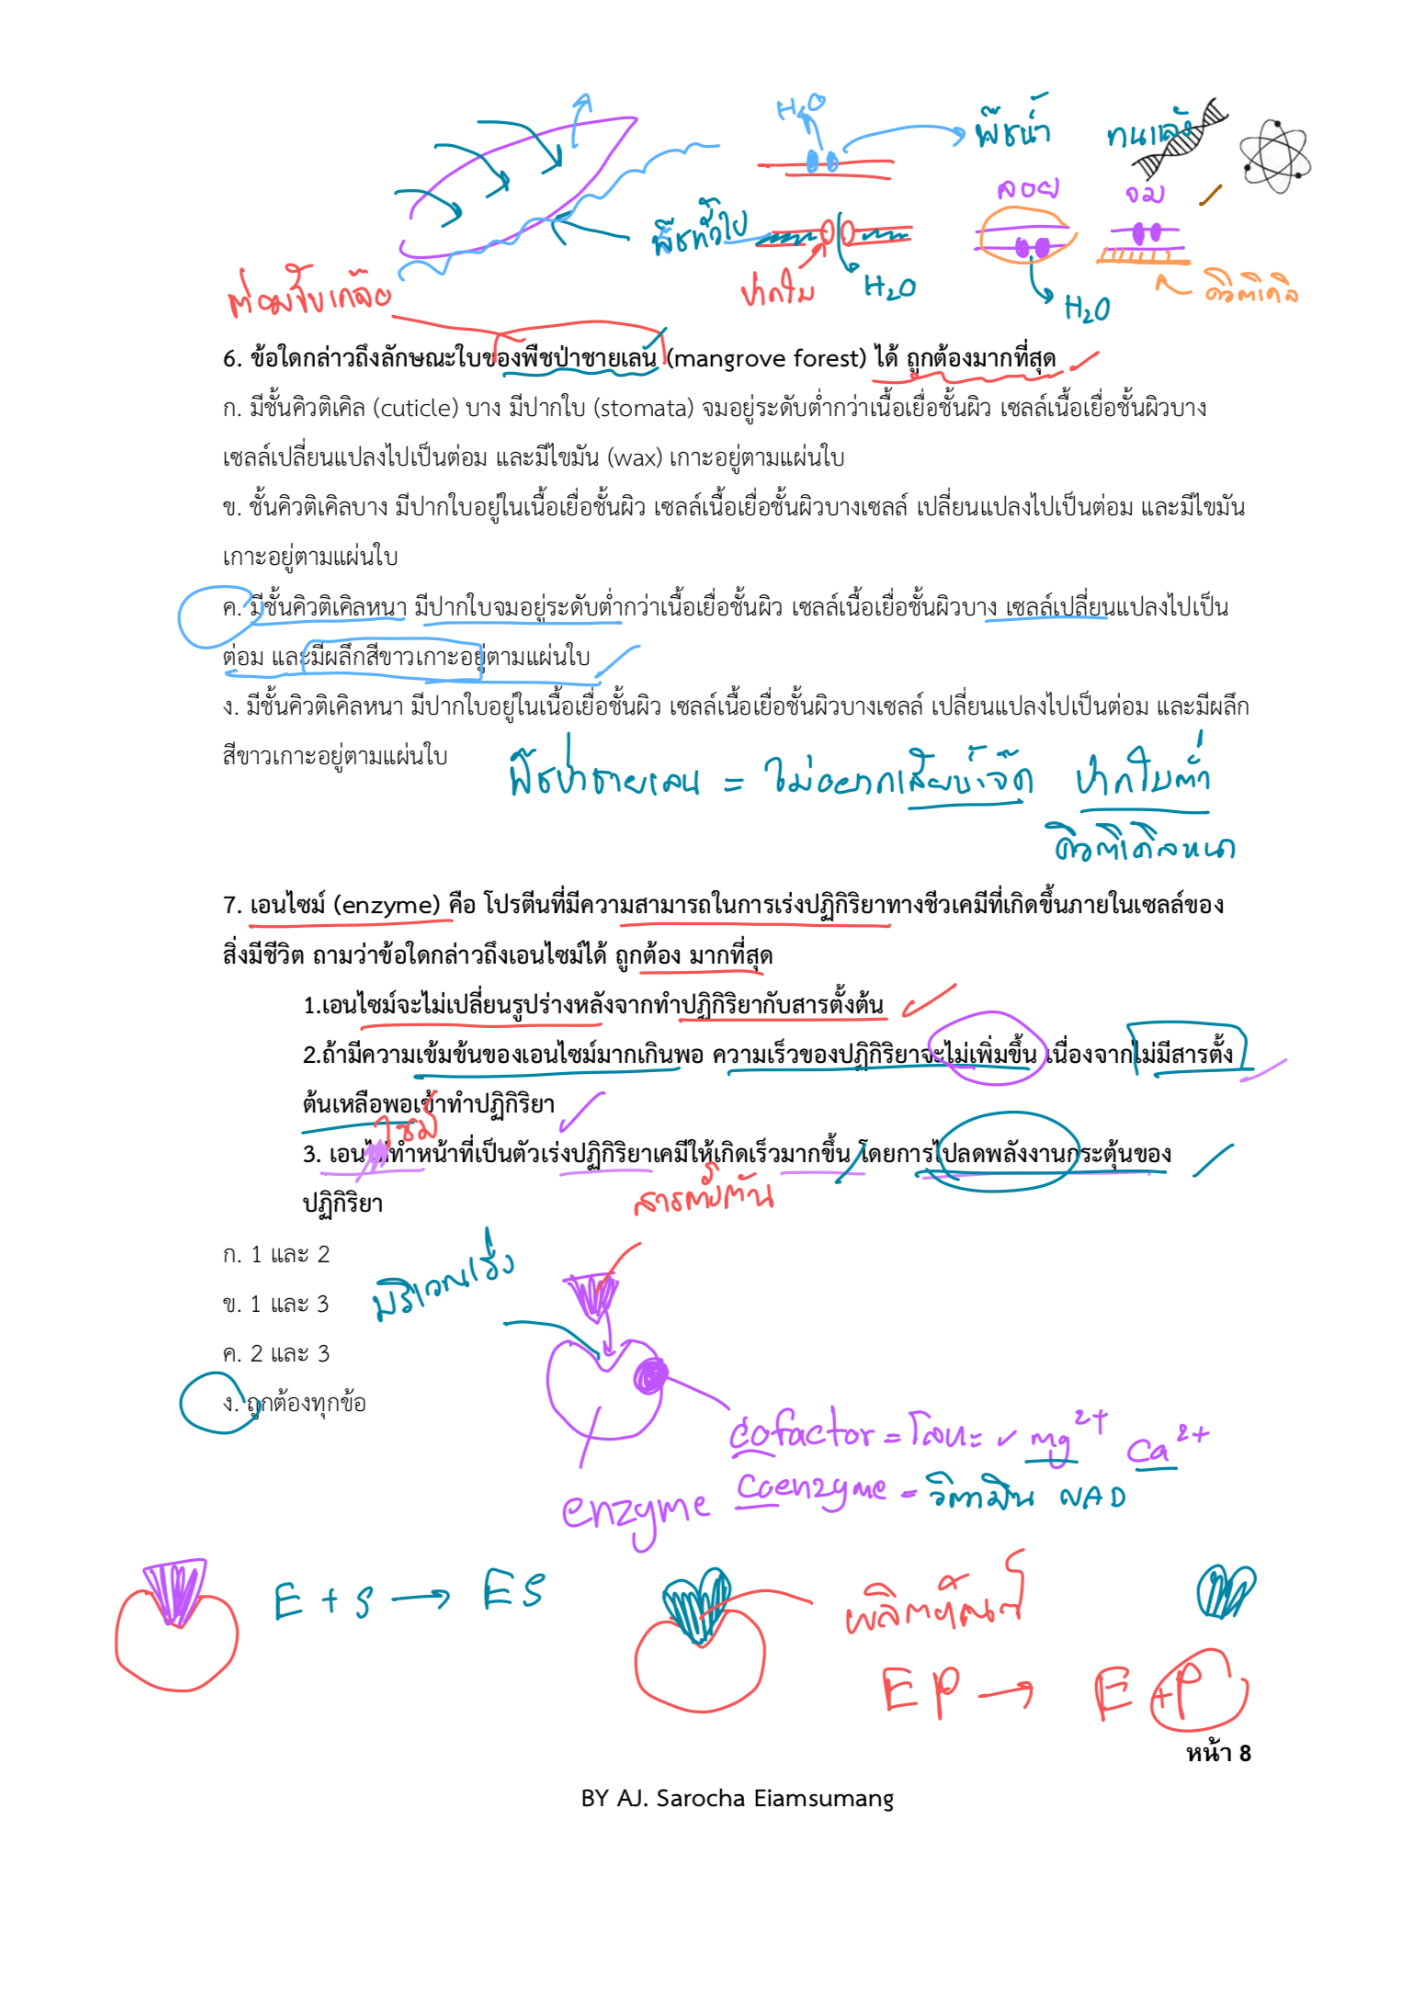 H₂O
พืชน้ำ
ทนแล้ง
ลอย
จม
พืชทั่วไป
ต่อมขับเกลือ
ปากใบ
H₂O
H₂O
คิวติเคิล
6. ข้อใดกล่าวถึงลักษณะใบของพืชป่าชายเลน (mangrove forest) ได้ ถูกต้องมากที่สุด
ก. มีชั้นคิวติเคิล (cuticle) บาง มีปากใบ (stomata) จมอยู่ระดับต่ำกว่าเนื้อเยื่อชั้นผิว เซลล์เนื้อเยื่อชั้นผิวบาง
เซลล์เปลี่ยนแปลงไปเป็นต่อม และมีไขมัน (wax) เกาะอยู่ตามแผ่นใบ
ข. ชั้นคิวติเคิลบาง มีปากใบอยู่ในเนื้อเยื่อชั้นผิว เซลล์เนื้อเยื่อชั้นผิวบางเซลล์ เปลี่ยนแปลงไปเป็นต่อม และมีไขมัน
เกาะอยู่ตามแผ่นใบ
ค. มีชั้นคิวติเคิลหนา มีปากใบจมอยู่ระดับต่ำกว่าเนื้อเยื่อชั้นผิว เซลล์เนื้อเยื่อชั้นผิวบาง เซลล์เปลี่ยนแปลงไปเป็น
ต่อม และมีผลึกสีขาวเกาะอยู่ตามแผ่นใบ
ง. มีชั้นคิวติเคิลหนา มีปากใบอยู่ในเนื้อเยื่อชั้นผิว เซลล์เนื้อเยื่อชั้นผิวบางเซลล์ เปลี่ยนแปลงไปเป็นต่อม และมีผลึก
สีขาวเกาะอยู่ตามแผ่นใบ
พืชป่าชายเลน = ไม่อยากเสียน้ำจืด ปากใบต่ำ
คิวติเคิลหนา
7. เอนไซม์ (enzyme) คือ โปรตีนที่มีความสามารถในการเร่งปฏิกิริยาทางชีวเคมีที่เกิดขึ้นภายในเซลล์ของ
สิ่งมีชีวิต ถามว่าข้อใดกล่าวถึงเอนไซม์ได้ ถูกต้อง มากที่สุด
1.เอนไซม์จะไม่เปลี่ยนรูปร่างหลังจากทำปฏิกิริยากับสารตั้งต้น
2.ถ้ามีความเข้มข้นของเอนไซม์มากเกินพอ ความเร็วของปฏิกิริยาจะไม่เพิ่มขึ้น เนื่องจากไม่มีสารตั้ง
ต้นเหลือพอเข้าทำปฏิกิริยา
ไซม์
3. เอนไม่ทำหน้าที่เป็นตัวเร่งปฏิกิริยาเคมีให้เกิดเร็วมากขึ้น โดยการไปลดพลังงานกระตุ้นของ
ปฏิกิริยา
สารตั้งต้น
ก. 1 และ 2
บริเวณเร่ง
ข. 1 และ 3
ค. 2 และ 3
ง. ถูกต้องทุกข้อ
cofactor = โลหะ Mg²⁺ Ca²⁺
coenzyme = วิตามิน NAD
enzyme
E + S → ES
ผลิตภัณฑ์
EP → E + P
หน้า 8
BY AJ. Sarocha Eiamsumang